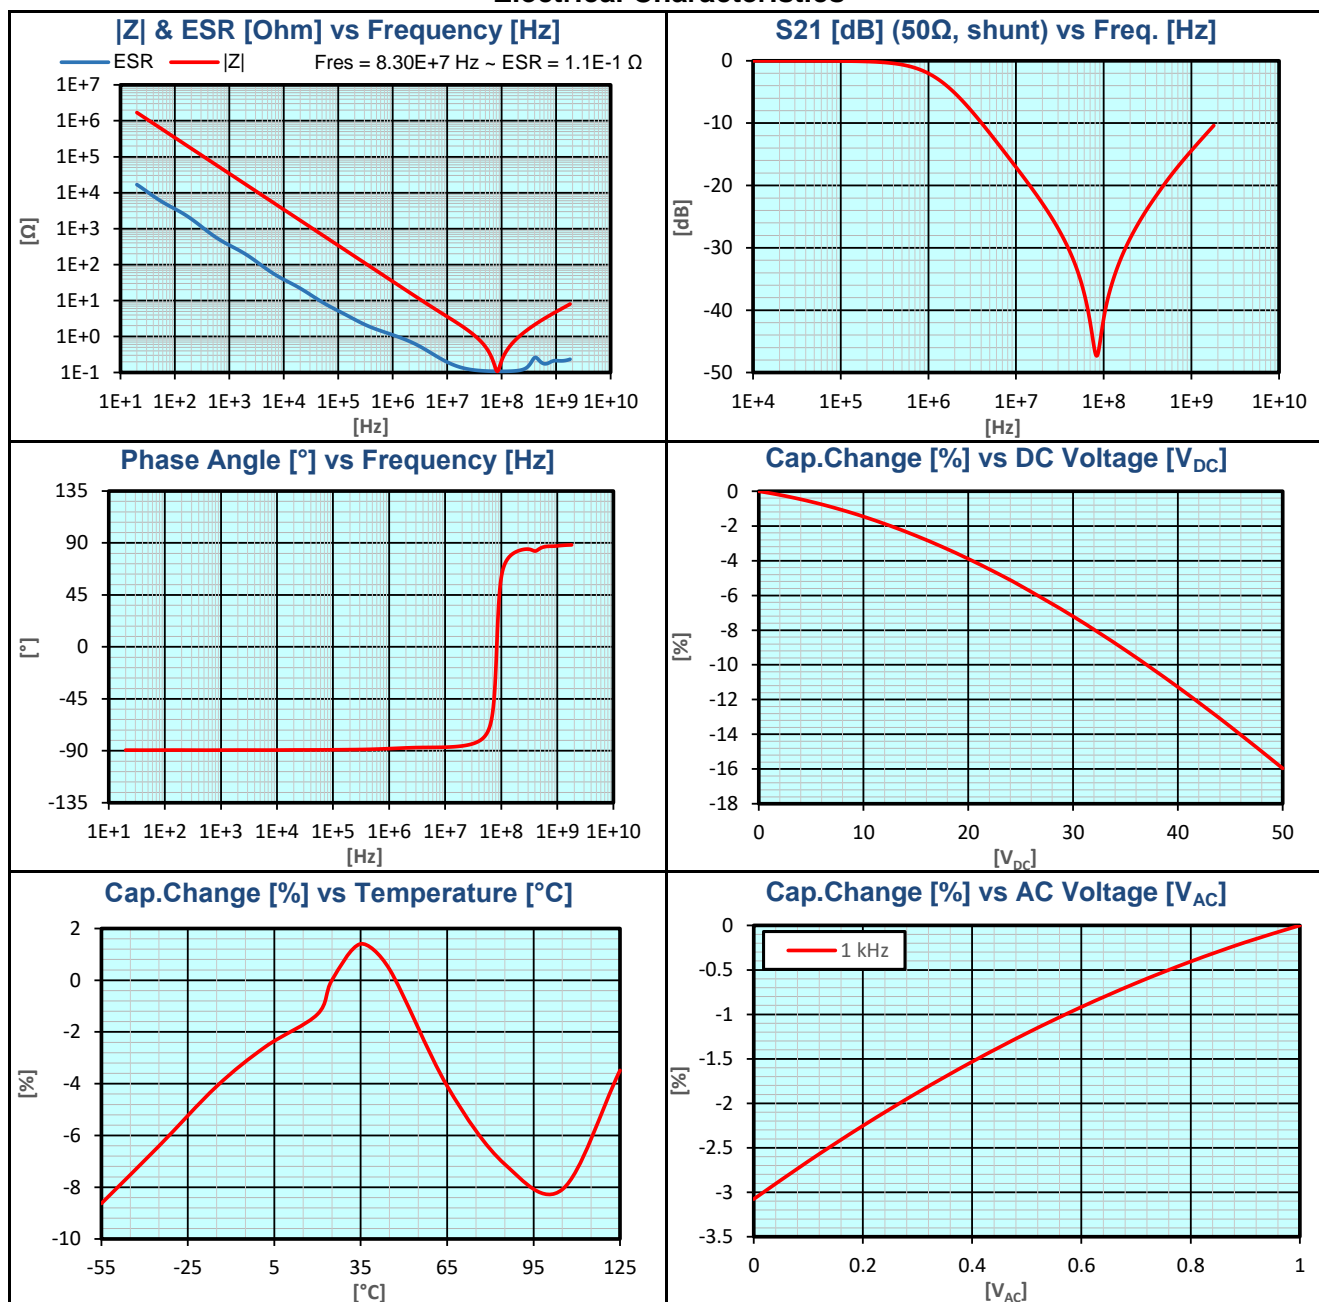 Electrical Characteristics
|Z| & ESR [Ohm] vs Frequency [Hz]
ESR
|Z|
Fres = 8.30E+7 Hz ~ ESR = 1.1E-1 Ω
1E+7
1E+6
1E+5
1E+4
1E+3
1E+2
1E+1
1E+0
1E-1
[Ω]
1E+1 1E+2 1E+3 1E+4 1E+5 1E+6 1E+7 1E+8 1E+9 1E+10
[Hz]
S21 [dB] (50Ω, shunt) vs Freq. [Hz]
0
-10
-20
-30
-40
-50
[dB]
1E+4 1E+5 1E+6 1E+7 1E+8 1E+9 1E+10
[Hz]
Phase Angle [°] vs Frequency [Hz]
135
90
45
0
-45
-90
-135
[°]
1E+1 1E+2 1E+3 1E+4 1E+5 1E+6 1E+7 1E+8 1E+9 1E+10
[Hz]
Cap.Change [%] vs DC Voltage [VDC]
0
-2
-4
-6
-8
-10
-12
-14
-16
-18
[%]
0 10 20 30 40 50
[VDC]
Cap.Change [%] vs Temperature [°C]
2
0
-2
-4
-6
-8
-10
[%]
-55 -25 5 35 65 95 125
[°C]
Cap.Change [%] vs AC Voltage [VAC]
1 kHz
0
-0.5
-1
-1.5
-2
-2.5
-3
-3.5
[%]
0 0.2 0.4 0.6 0.8 1
[VAC]